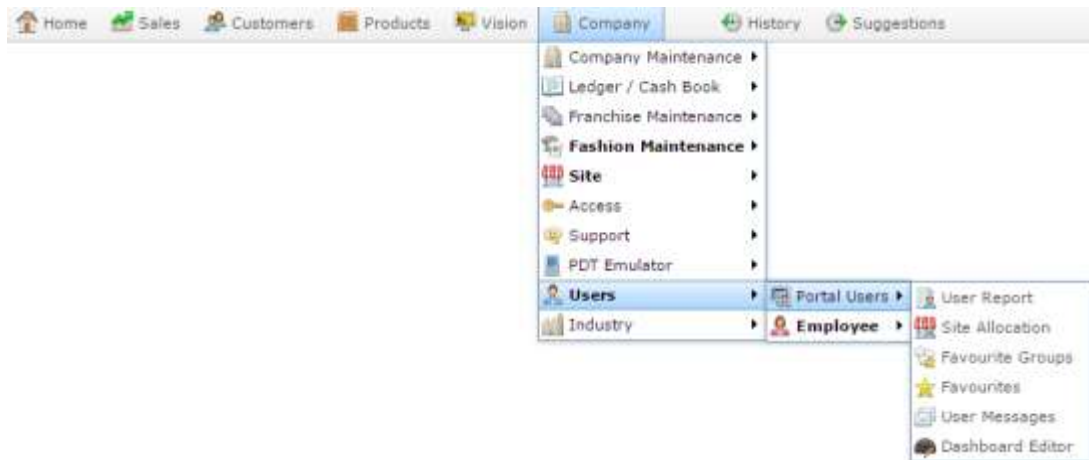 Home Sales Customers Products Vision Company History Suggestions
Company Maintenance
Ledger / Cash Book
Franchise Maintenance
Fashion Maintenance
Site
Access
Support
PDT Emulator
Users Portal Users User Report
Industry Employee Site Allocation
Favourite Groups
Favourites
User Messages
Dashboard Editor